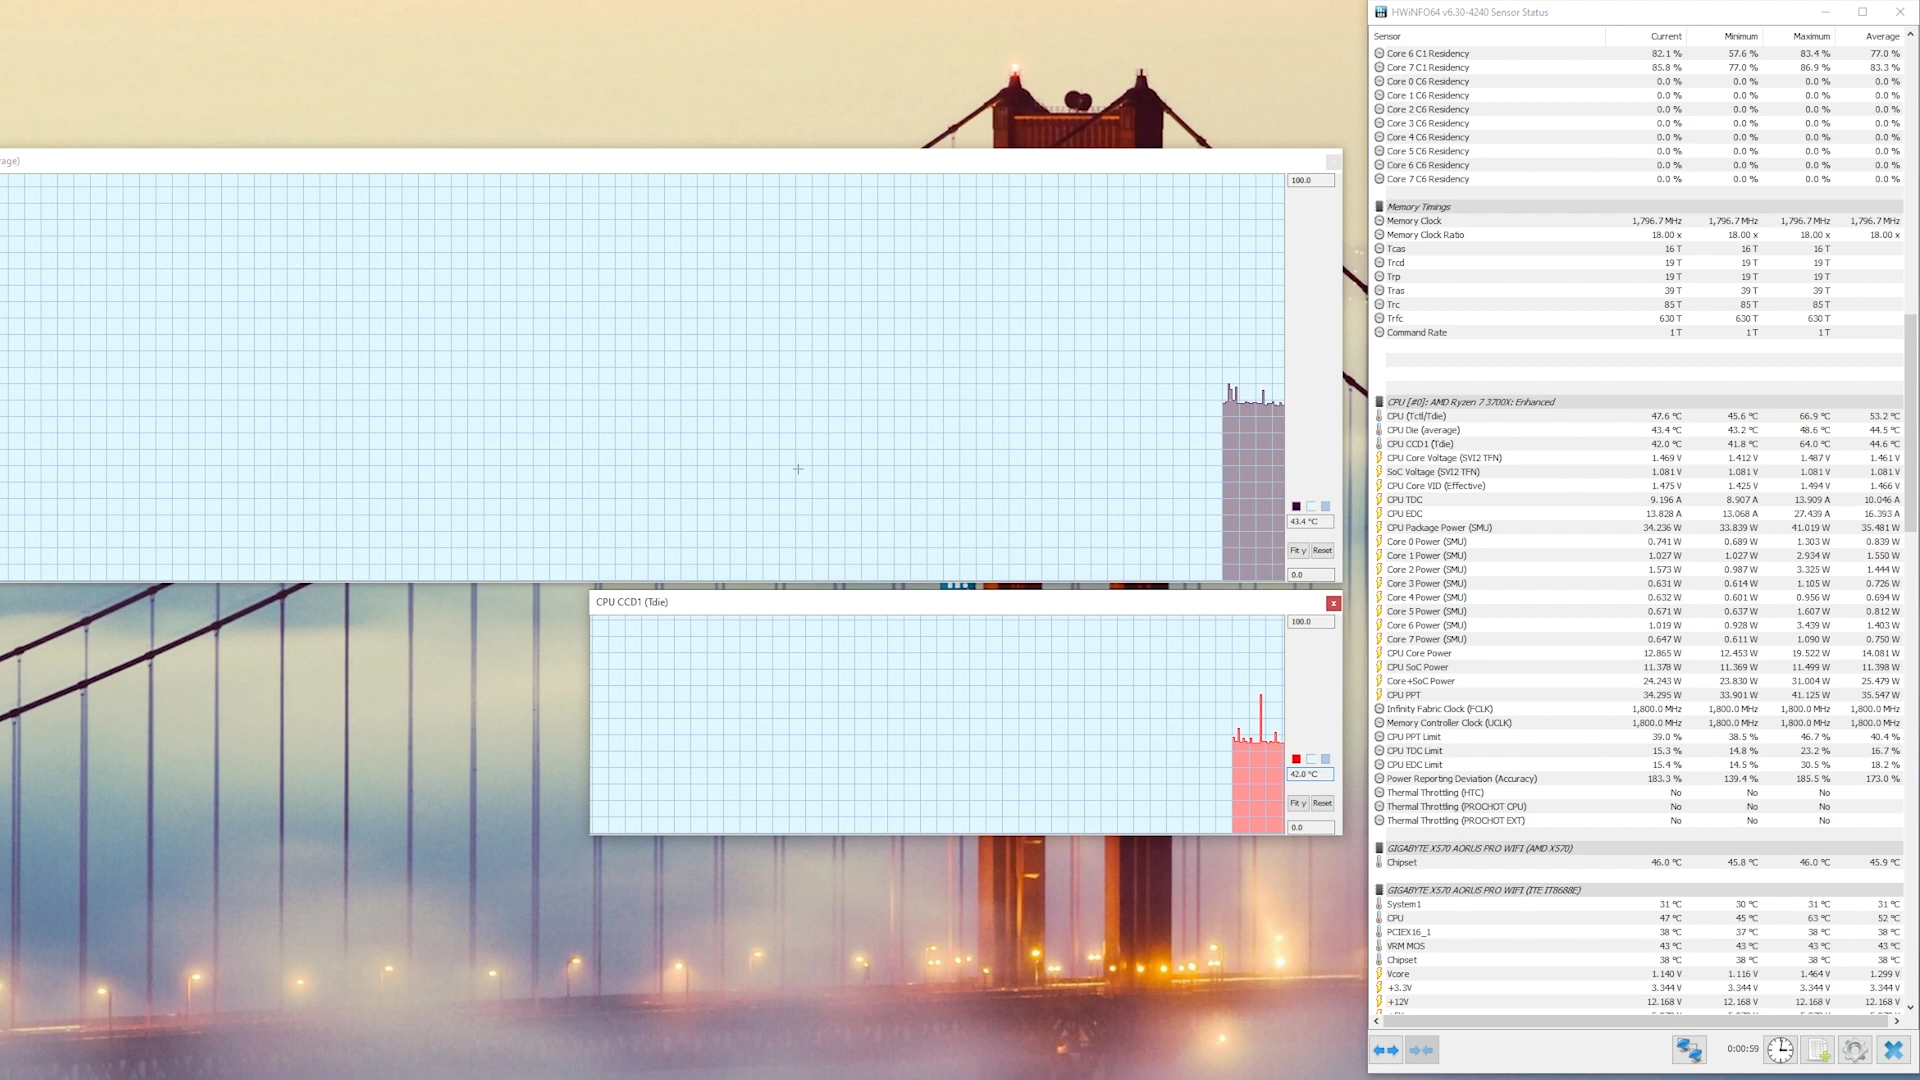 HWiNFO64 v6.30-4240 Sensor Status
Sensor Current Minimum Maximum Average
Core 6 C1 Residency 82.1 % 57.6 % 83.4 % 77.0 %
Core 7 C1 Residency 85.8 % 77.0 % 86.9 % 83.3 %
Core 0 C6 Residency 0.0 % 0.0 % 0.0 % 0.0 %
Core 1 C6 Residency 0.0 % 0.0 % 0.0 % 0.0 %
Core 2 C6 Residency 0.0 % 0.0 % 0.0 % 0.0 %
Core 3 C6 Residency 0.0 % 0.0 % 0.0 % 0.0 %
Core 4 C6 Residency 0.0 % 0.0 % 0.0 % 0.0 %
Core 5 C6 Residency 0.0 % 0.0 % 0.0 % 0.0 %
Core 6 C6 Residency 0.0 % 0.0 % 0.0 % 0.0 %
Core 7 C6 Residency 0.0 % 0.0 % 0.0 % 0.0 %
Memory Timings
Memory Clock 1,796.7 MHz 1,796.7 MHz 1,796.7 MHz 1,796.7 MHz
Memory Clock Ratio 18.00 x 18.00 x 18.00 x 18.00 x
Tcas 16 T 16 T 16 T
Trcd 19 T 19 T 19 T
Trp 19 T 19 T 19 T
Tras 39 T 39 T 39 T
Trc 85 T 85 T 85 T
Trfc 630 T 630 T 630 T
Command Rate 1 T 1 T 1 T
CPU [#0]: AMD Ryzen 7 3700X: Enhanced
CPU (Tctl/Tdie) 47.6 °C 45.6 °C 66.9 °C 53.2 °C
CPU Die (average) 43.4 °C 43.2 °C 48.6 °C 44.5 °C
CPU CCD1 (Tdie) 42.0 °C 41.8 °C 64.0 °C 44.6 °C
CPU Core Voltage (SVI2 TFN) 1.469 V 1.412 V 1.487 V 1.461 V
SoC Voltage (SVI2 TFN) 1.081 V 1.081 V 1.081 V 1.081 V
CPU Core VID (Effective) 1.475 V 1.425 V 1.494 V 1.466 V
CPU TDC 9.196 A 8.907 A 13.909 A 10.046 A
CPU EDC 13.828 A 13.068 A 27.439 A 16.393 A
CPU Package Power (SMU) 34.236 W 33.839 W 41.019 W 35.481 W
Core 0 Power (SMU) 0.741 W 0.689 W 1.303 W 0.839 W
Core 1 Power (SMU) 1.027 W 1.027 W 2.934 W 1.550 W
Core 2 Power (SMU) 1.573 W 0.987 W 3.325 W 1.444 W
Core 3 Power (SMU) 0.631 W 0.614 W 1.105 W 0.726 W
Core 4 Power (SMU) 0.632 W 0.601 W 0.956 W 0.694 W
Core 5 Power (SMU) 0.671 W 0.637 W 1.607 W 0.812 W
Core 6 Power (SMU) 1.019 W 0.928 W 3.439 W 1.403 W
Core 7 Power (SMU) 0.647 W 0.611 W 1.090 W 0.750 W
CPU Core Power 12.865 W 12.453 W 19.522 W 14.081 W
CPU SoC Power 11.378 W 11.369 W 11.499 W 11.398 W
Core+SoC Power 24.243 W 23.830 W 31.004 W 25.479 W
CPU PPT 34.295 W 33.901 W 41.125 W 35.547 W
Infinity Fabric Clock (FCLK) 1,800.0 MHz 1,800.0 MHz 1,800.0 MHz 1,800.0 MHz
Memory Controller Clock (UCLK) 1,800.0 MHz 1,800.0 MHz 1,800.0 MHz 1,800.0 MHz
CPU PPT Limit 39.0 % 38.5 % 46.7 % 40.4 %
CPU TDC Limit 15.3 % 14.8 % 23.2 % 16.7 %
CPU EDC Limit 15.4 % 14.5 % 30.5 % 18.2 %
Power Reporting Deviation (Accuracy) 183.3 % 139.4 % 185.5 % 173.0 %
Thermal Throttling (HTC) No No No
Thermal Throttling (PROCHOT CPU) No No No
Thermal Throttling (PROCHOT EXT) No No No
GIGABYTE X570 AORUS PRO WIFI (AMD X570)
Chipset 46.0 °C 45.8 °C 46.0 °C 45.9 °C
GIGABYTE X570 AORUS PRO WIFI (ITE IT8688E)
System1 31 °C 30 °C 31 °C 31 °C
CPU 47 °C 45 °C 63 °C 52 °C
PCIEX16_1 38 °C 37 °C 38 °C 38 °C
VRM MOS 43 °C 43 °C 43 °C 43 °C
Chipset 38 °C 38 °C 38 °C 38 °C
Vcore 1.140 V 1.116 V 1.464 V 1.299 V
+3.3V 3.344 V 3.344 V 3.344 V 3.344 V
+12V 12.168 V 12.168 V 12.168 V 12.168 V
0:00:59
rage)
100.0
43.4 °C
Fit y Reset
0.0
CPU CCD1 (Tdie)
x
100.0
42.0 °C
Fit y Reset
0.0